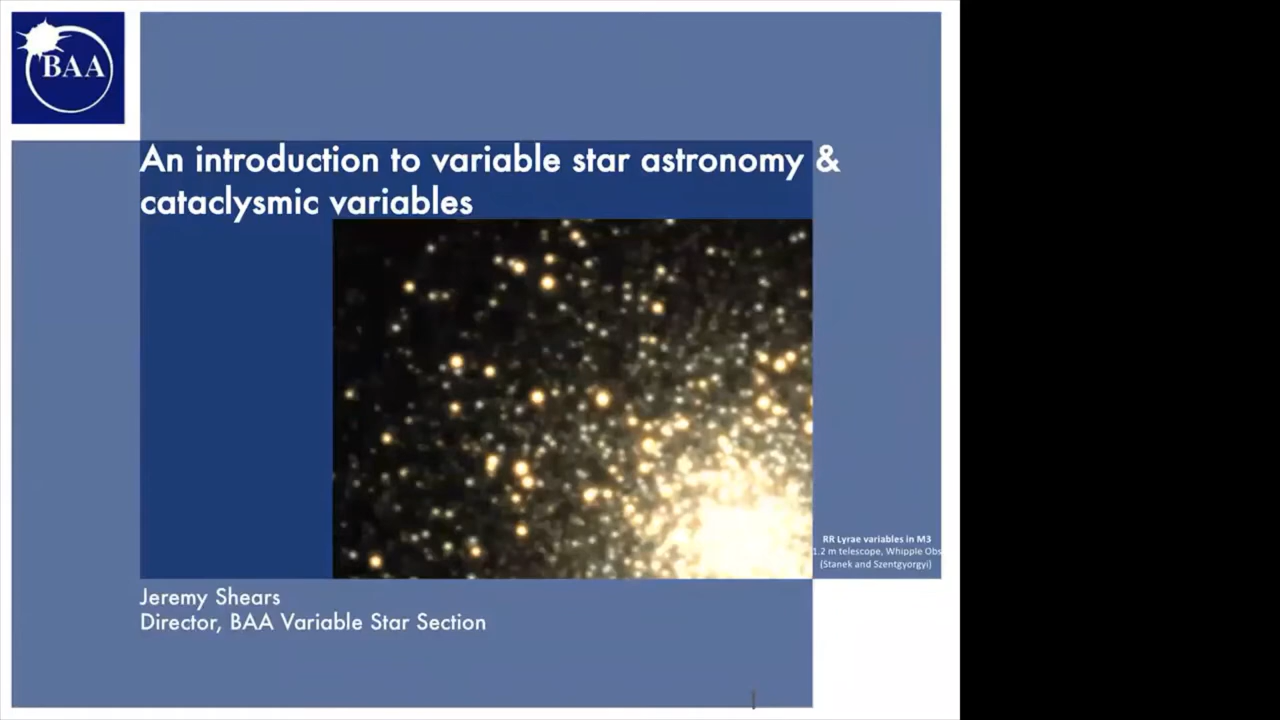 BAA
An introduction to variable star astronomy &
cataclysmic variables
RR Lyrae variables in M3
1.2 m telescope, Whipple Obs
(Stanek and Szentgyorgyi)
Jeremy Shears
Director, BAA Variable Star Section